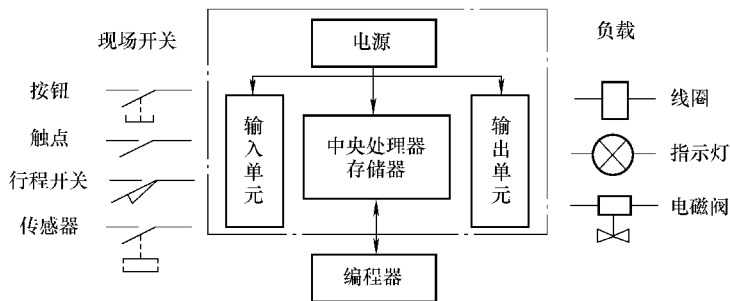 现场开关
按钮
触点
行程开关
传感器
电源
输入单元
中央处理器
存储器
输出单元
编程器
负载
线圈
指示灯
电磁阀